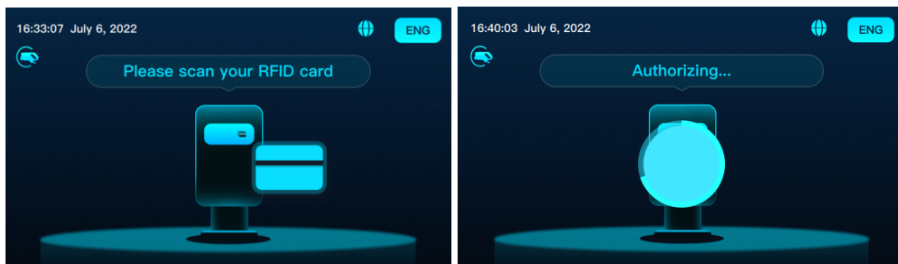 16:33:07 July 6, 2022
ENG
Please scan your RFID card
16:40:03 July 6, 2022
ENG
Authorizing...